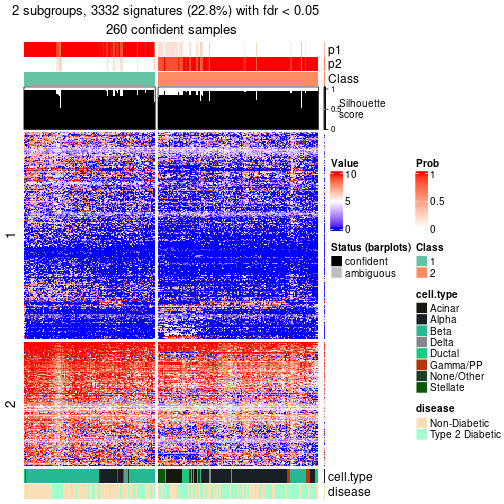 2 subgroups, 3332 signatures (22.8%) with fdr < 0.05
260 confident samples
p1
p2
Class
1
0.5
0
Silhouette
score
Value
10
5
0
Prob
1
0.5
0
Status (barplots)
confident
ambiguous
Class
1
2
cell.type
Acinar
Alpha
Beta
Delta
Ductal
Gamma/PP
None/Other
Stellate
disease
Non-Diabetic
Type 2 Diabetic
1
2
cell.type
disease